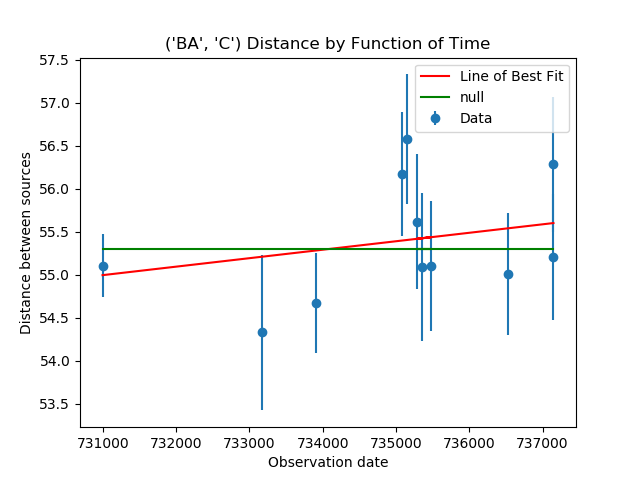 ('BA', 'C') Distance by Function of Time
57.5
57.0
56.5
56.0
55.5
55.0
54.5
54.0
53.5
Distance between sources
Line of Best Fit
null
Data
731000 732000 733000 734000 735000 736000 737000
Observation date